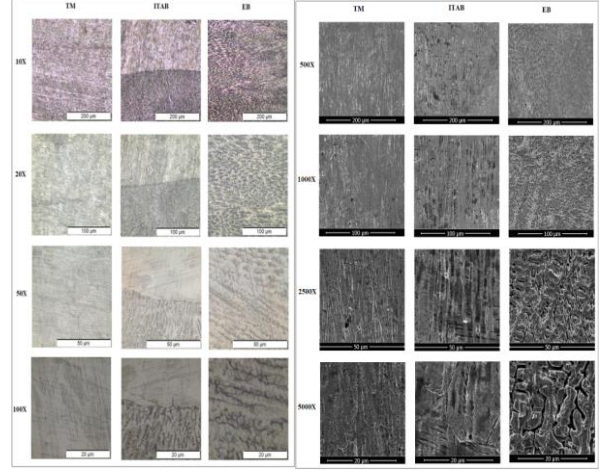 TM ITAB EB
10X
200 µm 200 µm 200 µm
20X
100 µm 100 µm 100 µm
50X
50 µm 50 µm 50 µm
100X
20 µm 20 µm 20 µm
TM ITAB EB
500X
200 µm 200 µm 200 µm
1000X
100 µm 100 µm 100 µm
2500X
50 µm 50 µm 50 µm
5000X
20 µm 20 µm 20 µm